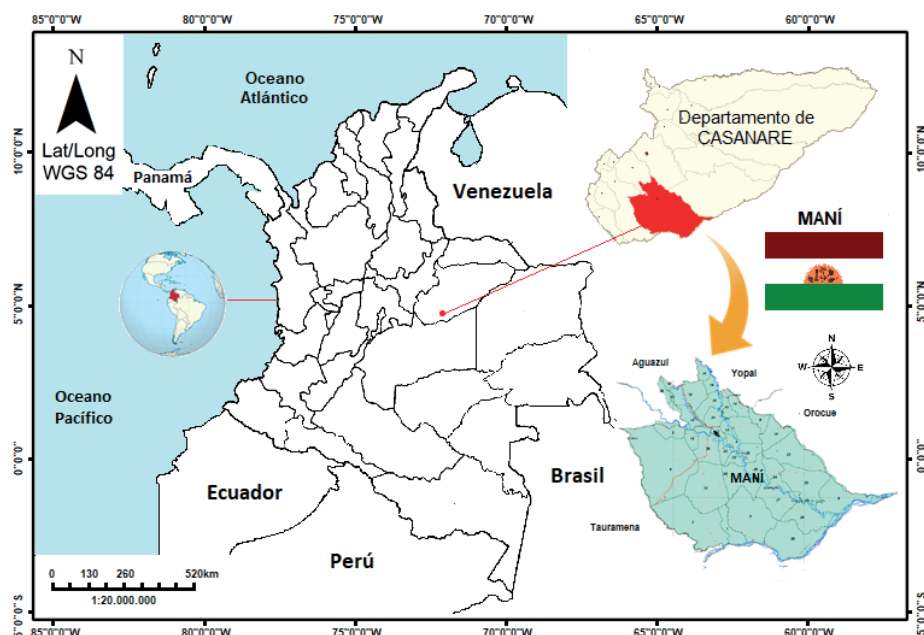 85°0'0"W 80°0'0"W 75°0'0"W 70°0'0"W 65°0'0"W 60°0'0"W
N
Lat/Long
WGS 84
Oceano
Atlántico
Panamá
Venezuela
Departamento de
CASANARE
MANÍ
10°0'0"N
10°0'0"N
5°0'0"N
5°0'0"N
0°0'0"
0°0'0"
5°0'0"S
Oceano
Pacífico
Ecuador
Perú
Brasil
Aguazul
Yopal
N
W E
S
Orocue
MANÍ
Tauramena
0 130 260 520km
1:20.000.000
85°0'0"W 80°0'0"W 75°0'0"W 70°0'0"W 65°0'0"W 60°0'0"W